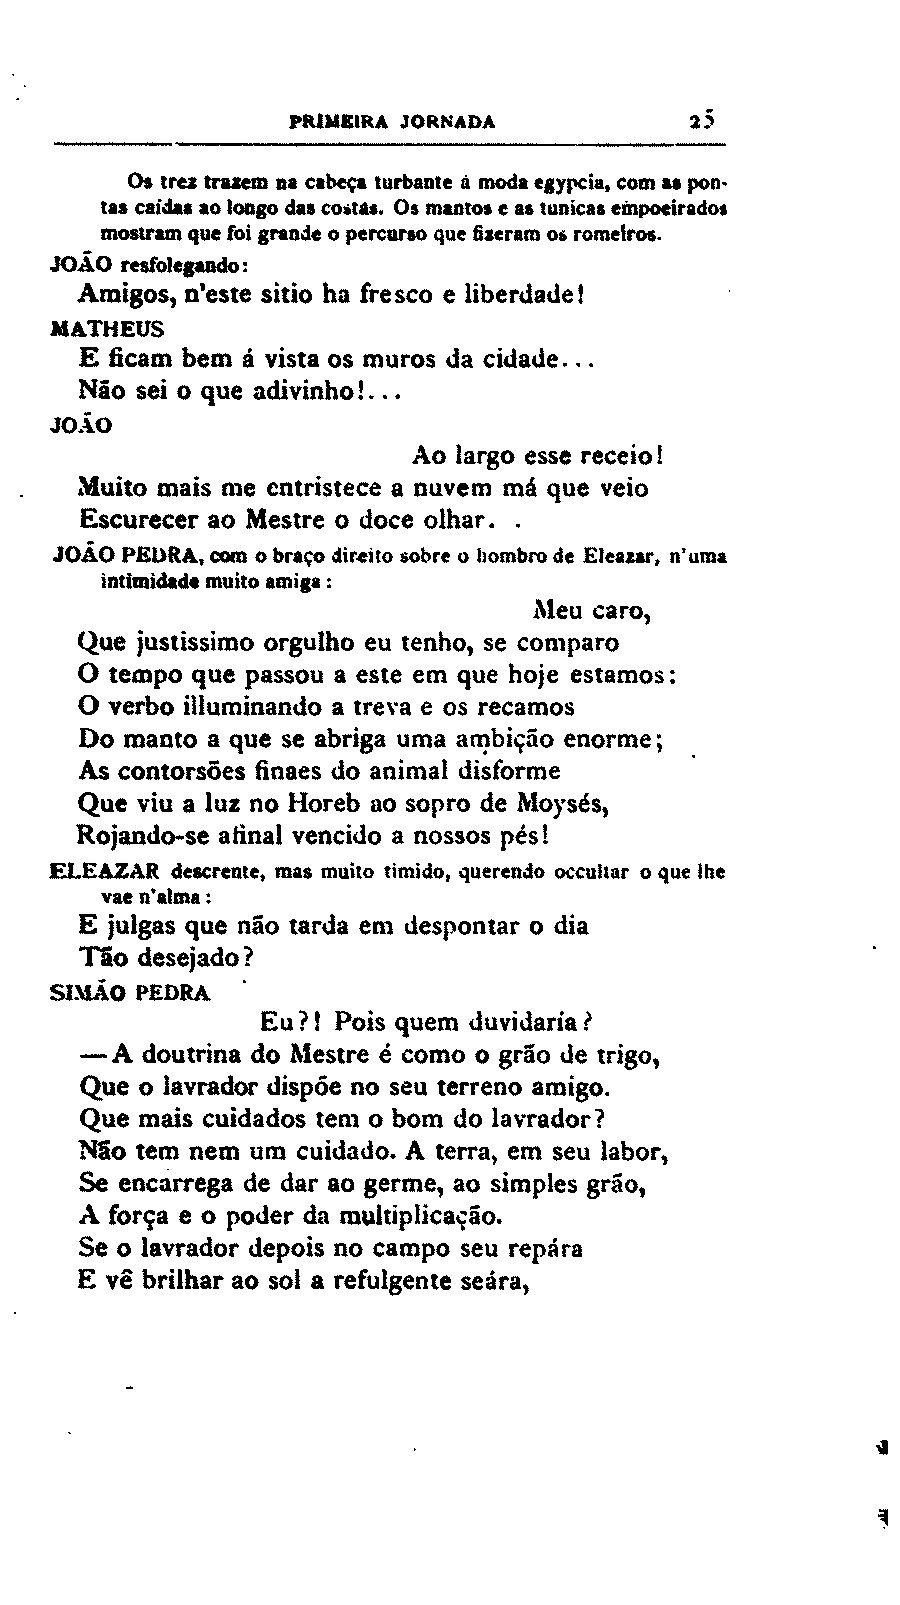 PRIMEIRA JORNADA 25
Os trez trazem na cabeça turbante á moda egypcia, com as pon-
tas caídas ao longo das costas. Os mantos e as tunicas empoeirados
mostram que foi grande o percurso que fizeram os romeiros.
JOÃO resfolegando:
Amigos, n'este sitio ha fresco e liberdade!
MATHEUS
E ficam bem á vista os muros da cidade...
Não sei o que adivinho!...
JOÃO
Ao largo esse receio!
Muito mais me entristece a nuvem má que veio
Escurecer ao Mestre o doce olhar. .
JOÃO PEDRA, com o braço direito sobre o hombro de Eleazar, n'uma
intimidade muito amiga:
Meu caro,
Que justissimo orgulho eu tenho, se comparo
O tempo que passou a este em que hoje estamos:
O verbo illuminando a treva e os recamos
Do manto a que se abriga uma ambição enorme;
As contorsões finaes do animal disforme
Que viu a luz no Horeb ao sopro de Moysés,
Rojando-se afinal vencido a nossos pés!
ELEAZAR descrente, mas muito timido, querendo occultar o que lhe
vae n'alma:
E julgas que não tarda em despontar o dia
Tão desejado?
SIMÃO PEDRA
Eu?! Pois quem duvidaría?
—A doutrina do Mestre é como o grão de trigo,
Que o lavrador dispõe no seu terreno amigo.
Que mais cuidados tem o bom do lavrador?
Não tem nem um cuidado. A terra, em seu labor,
Se encarrega de dar ao germe, ao simples grão,
A força e o poder da multiplicação.
Se o lavrador depois no campo seu repára
E vê brilhar ao sol a refulgente seára,